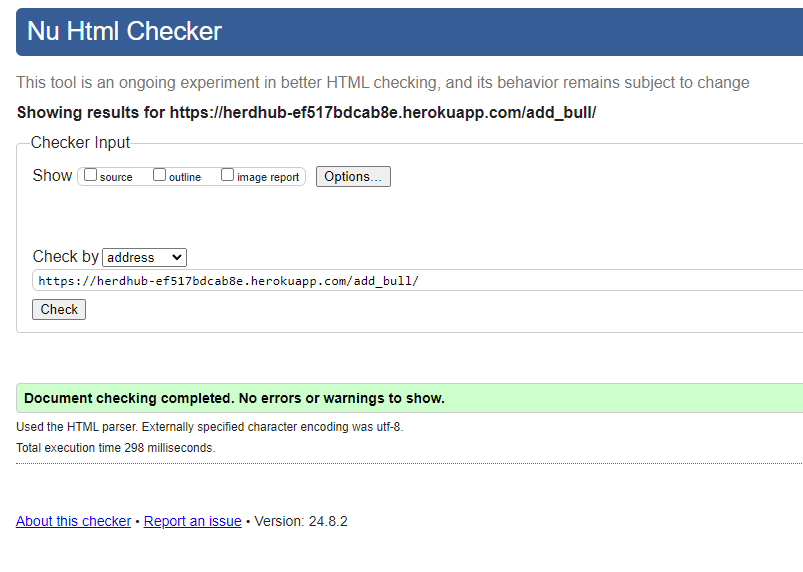 Nu Html Checker
This tool is an ongoing experiment in better HTML checking, and its behavior remains subject to change
Showing results for https://herdhub-ef517bdcab8e.herokuapp.com/add_bull/
Checker Input
Show source outline image report Options...
Check by address
https://herdhub-ef517bdcab8e.herokuapp.com/add_bull/
Check
Document checking completed. No errors or warnings to show.
Used the HTML parser. Externally specified character encoding was utf-8.
Total execution time 298 milliseconds.
About this checker • Report an issue • Version: 24.8.2